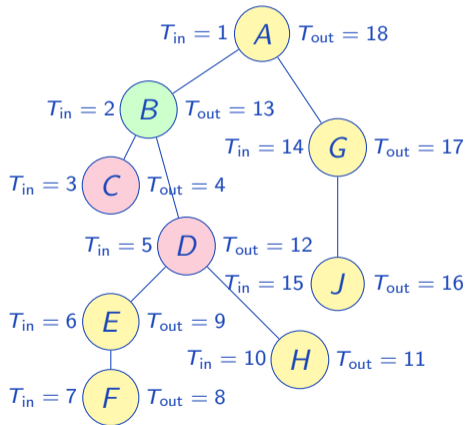 T_in = 1 A T_out = 18
T_in = 2 B T_out = 13
T_in = 14 G T_out = 17
T_in = 3 C T_out = 4
T_in = 5 D T_out = 12
T_in = 15 J T_out = 16
T_in = 6 E T_out = 9
T_in = 10 H T_out = 11
T_in = 7 F T_out = 8